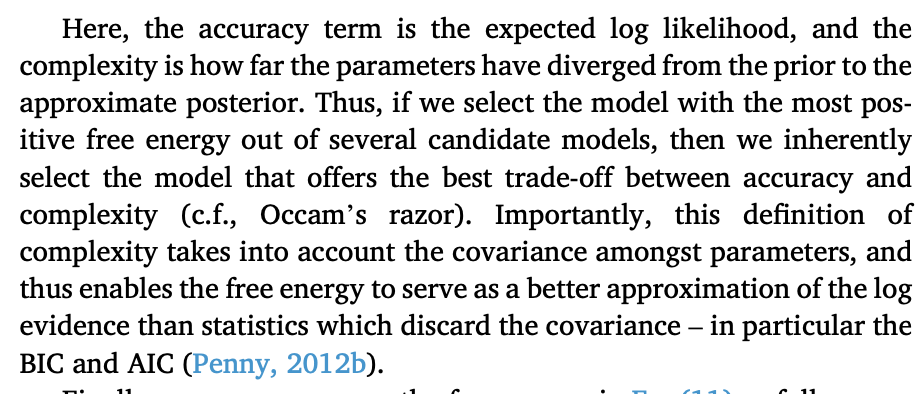 Here, the accuracy term is the expected log likelihood, and the
complexity is how far the parameters have diverged from the prior to the
approximate posterior. Thus, if we select the model with the most pos-
itive free energy out of several candidate models, then we inherently
select the model that offers the best trade-off between accuracy and
complexity (c.f., Occam's razor). Importantly, this definition of
complexity takes into account the covariance amongst parameters, and
thus enables the free energy to serve as a better approximation of the log
evidence than statistics which discard the covariance – in particular the
BIC and AIC (Penny, 2012b).